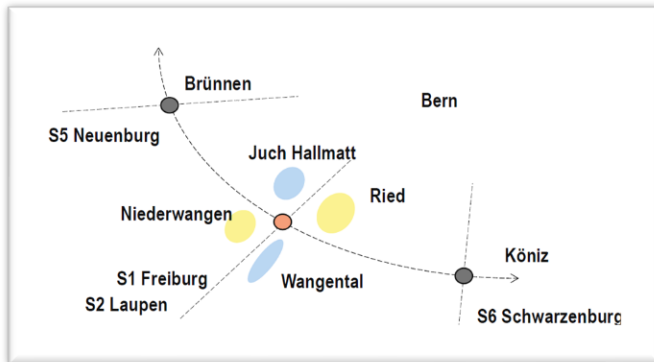 Brünnen
Bern
S5 Neuenburg
Juch Hallmatt
Ried
Niederwangen
Köniz
S1 Freiburg
Wangental
S2 Laupen
S6 Schwarzenburg